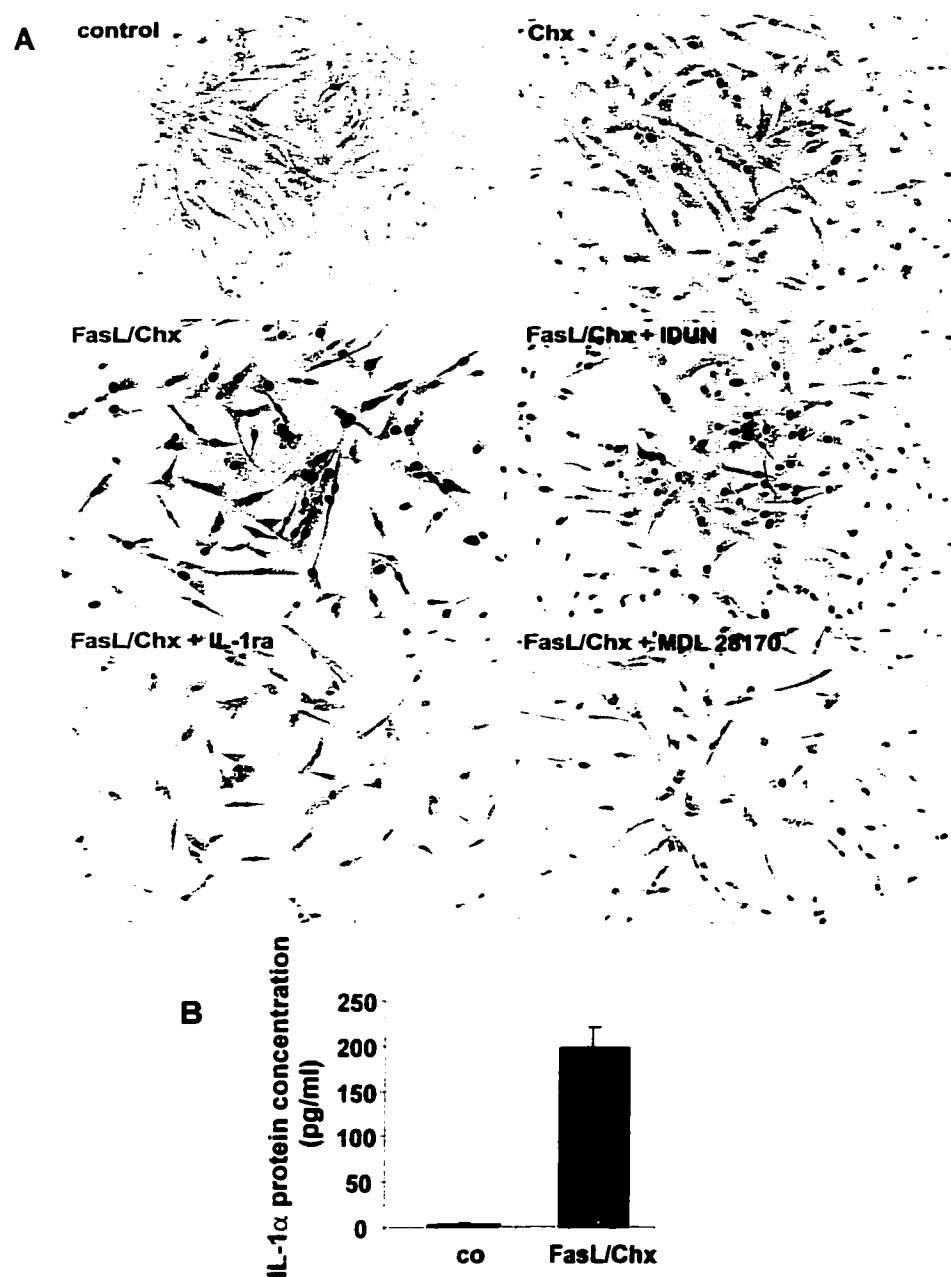 A
control
Chx
FasL/Chx
FasL/Chx + IDUN
FasL/Chx + IL-1ra
FasL/Chx + MDL 28170
B
IL-1α protein concentration
(pg/ml)
250
200
150
100
50
0
co
FasL/Chx